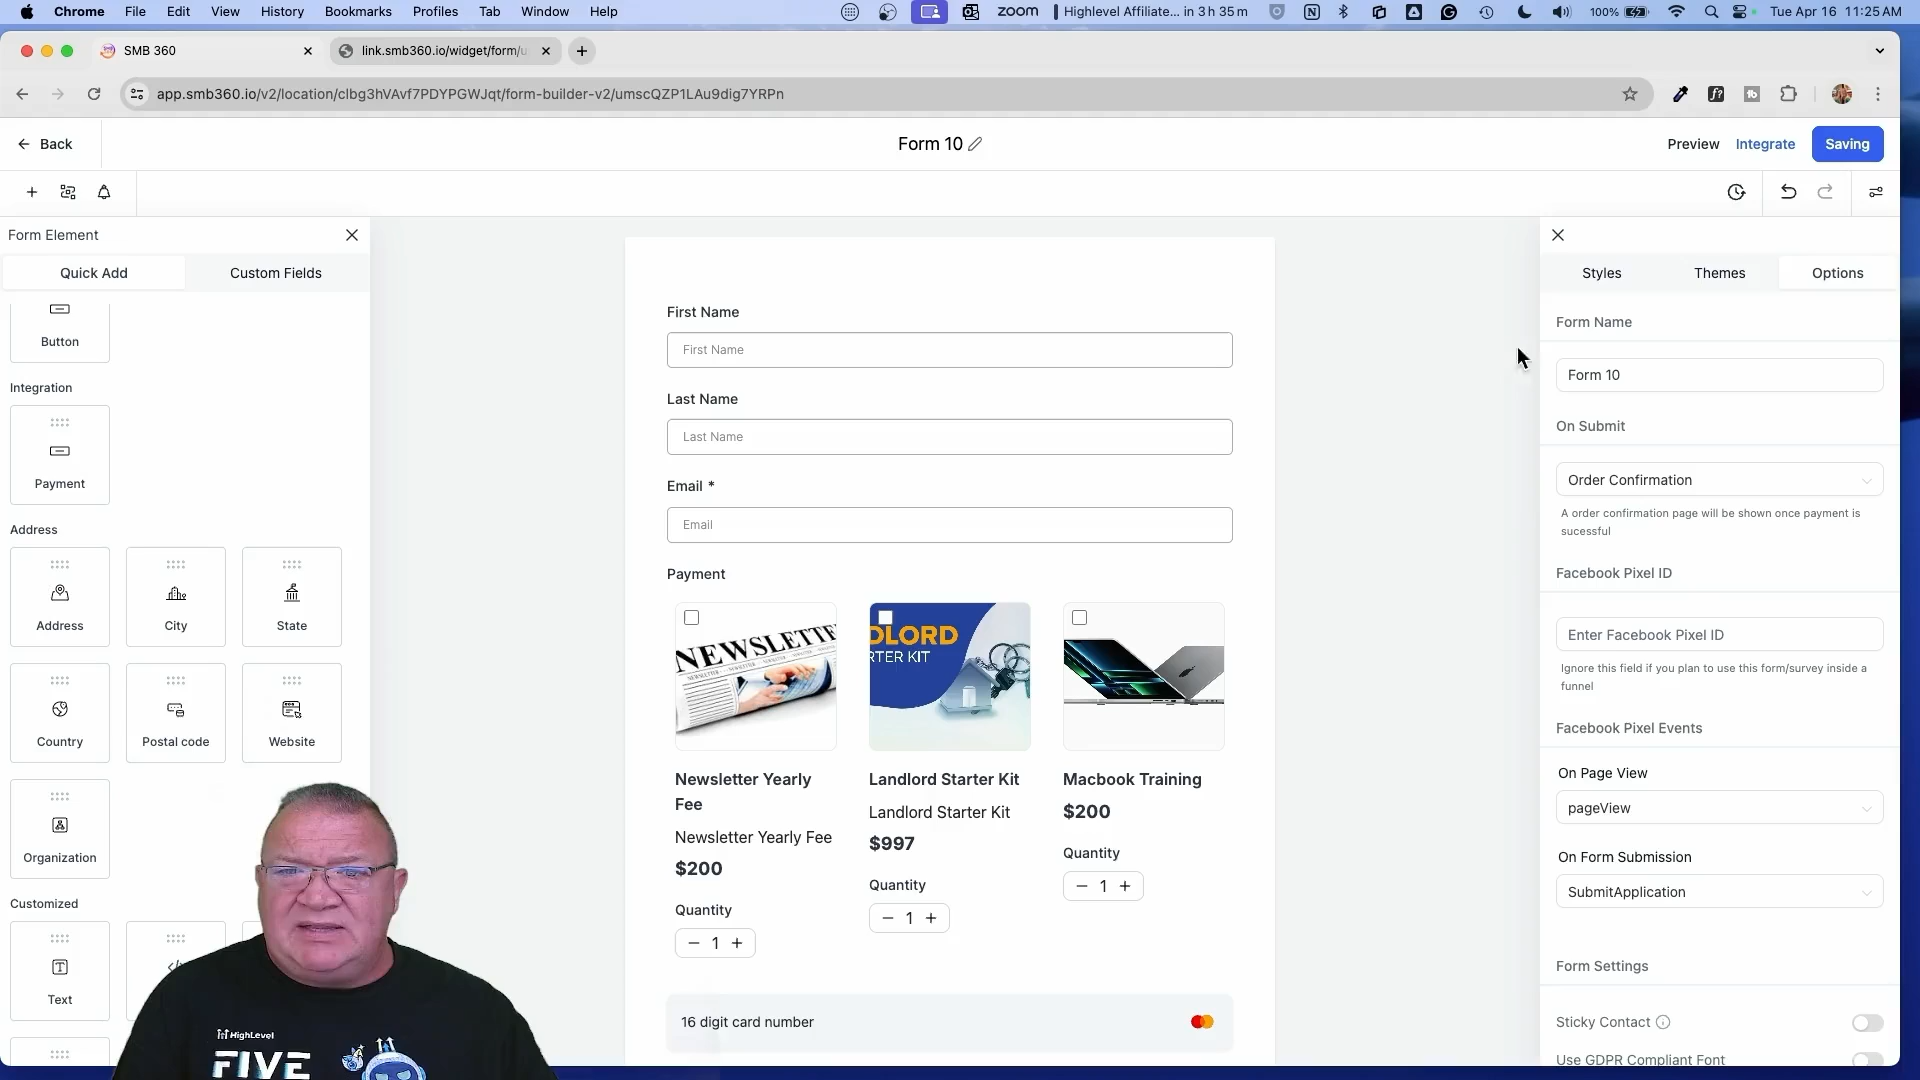 Chrome File Edit View History Bookmarks Profiles Tab Window Help zoom Highlevel Affiliate... in 3 h 35 m 100% Tue Apr 16 11:25 AM
SMB 360 link.smb360.io/widget/form/u
app.smb360.io/v2/location/clbg3hVAvf7PDYPGWJqt/form-builder-v2/umscQZP1LAu9dig7YRPn
Back Form 10 Preview Integrate Saving
Form Element
Quick Add Custom Fields
Button
Integration
Payment
Address
Address City State
Country Postal code Website
Organization
Customized
Text
First Name
First Name
Last Name
Last Name
Email *
Email
Payment
NEWSLETTE
NEWSLETTER
DLORD
RTER KIT
Newsletter Yearly
Fee
Newsletter Yearly Fee
$200
Quantity
− 1 +
Landlord Starter Kit
Landlord Starter Kit
$997
Quantity
− 1 +
Macbook Training
$200
Quantity
− 1 +
16 digit card number
Styles Themes Options
Form Name
Form 10
On Submit
Order Confirmation
A order confirmation page will be shown once payment is
sucessful
Facebook Pixel ID
Enter Facebook Pixel ID
Ignore this field if you plan to use this form/survey inside a
funnel
Facebook Pixel Events
On Page View
pageView
On Form Submission
SubmitApplication
Form Settings
Sticky Contact
Use GDPR Compliant Font
HighLevel
FIVE